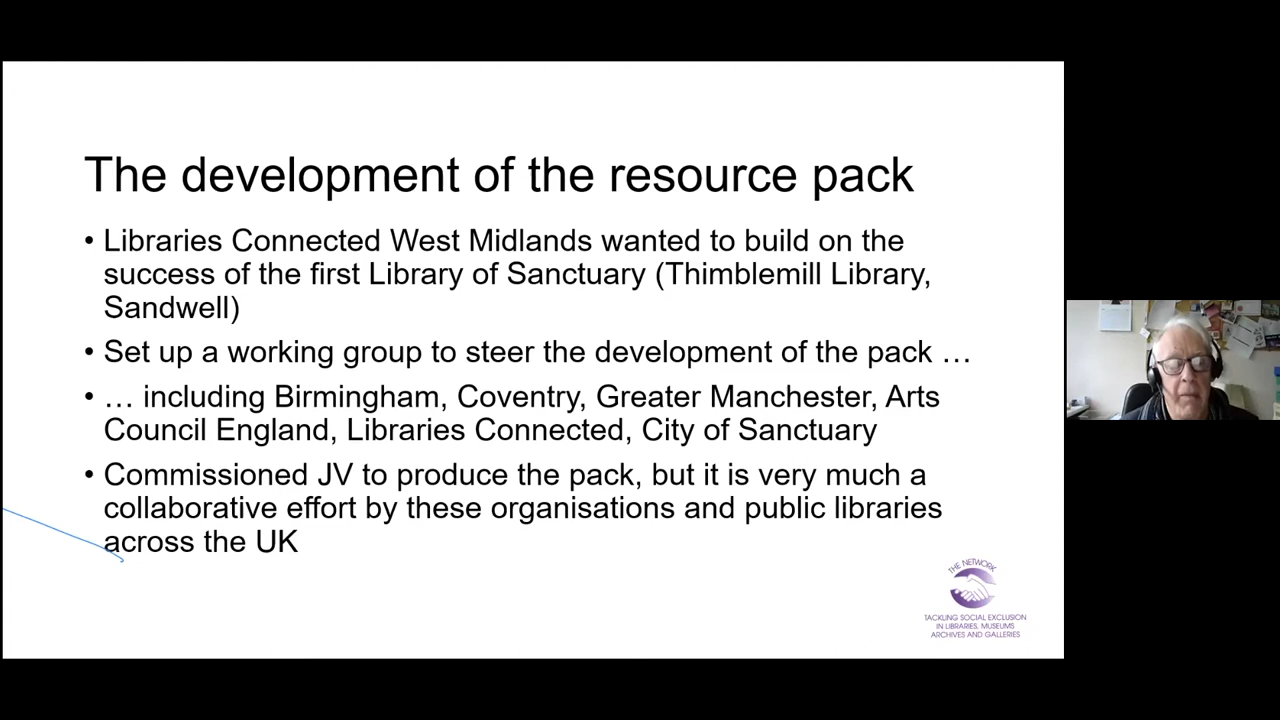 The development of the resource pack
• Libraries Connected West Midlands wanted to build on the
success of the first Library of Sanctuary (Thimblemill Library,
Sandwell)
• Set up a working group to steer the development of the pack …
• … including Birmingham, Coventry, Greater Manchester, Arts
Council England, Libraries Connected, City of Sanctuary
• Commissioned JV to produce the pack, but it is very much a
collaborative effort by these organisations and public libraries
across the UK
THE NETWORK
TACKLING SOCIAL EXCLUSION
IN LIBRARIES, MUSEUMS
ARCHIVES AND GALLERIES